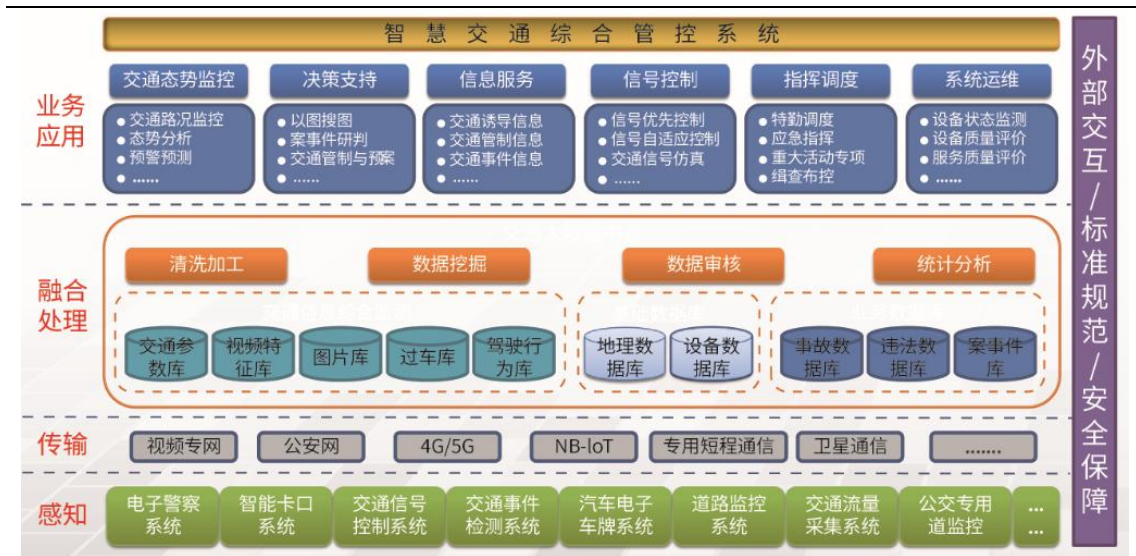 智慧交通综合管控系统
业务
应用
交通态势监控
决策支持
信息服务
信号控制
指挥调度
系统运维
●交通路况监控
●态势分析
●预警预测
●......
●以图搜图
●案事件研判
●交通管制与预案
●......
●交通诱导信息
●交通管制信息
●交通事件信息
●......
●信号优先控制
●信号自适应控制
●交通信号仿真
●......
●特勤调度
●应急指挥
●重大活动专项
●缉查布控
●设备状态监测
●设备质量评价
●服务质量评价
●......
融合
处理
清洗加工
数据挖掘
数据审核
统计分析
交通参
数库
视频特
征库
图片库
过车库
驾驶行
为库
地理数
据库
设备数
据库
事故数
据库
违法数
据库
案事件
库
传输
视频专网
公安网
4G/5G
NB-IoT
专用短程通信
卫星通信
.......
感知
电子警察
系统
智能卡口
系统
交通信号
控制系统
交通事件
检测系统
汽车电子
车牌系统
道路监控
系统
交通流量
采集系统
公交专用
道监控
...
...
外部交互/标准规范/安全保障